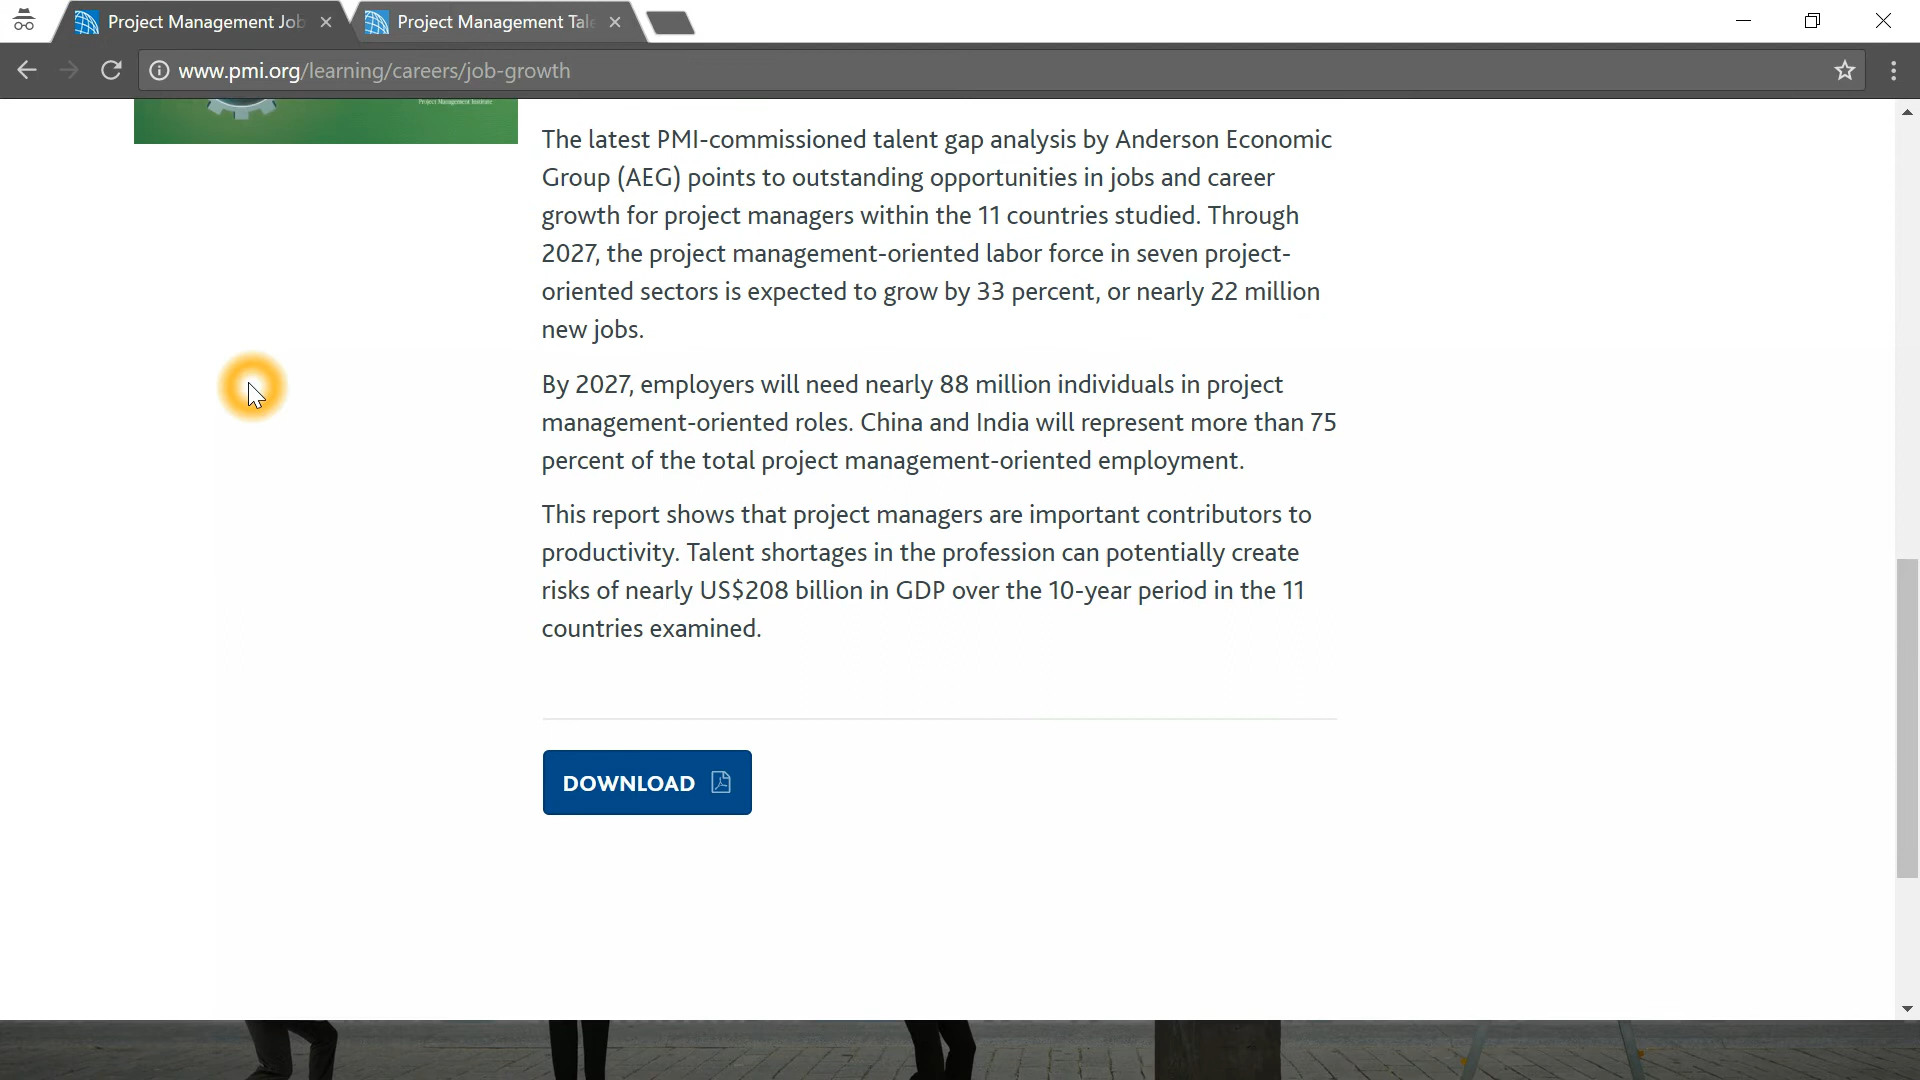 Project Management Job
Project Management Tale
www.pmi.org/learning/careers/job-growth
Project Management Institute
The latest PMI-commissioned talent gap analysis by Anderson Economic
Group (AEG) points to outstanding opportunities in jobs and career
growth for project managers within the 11 countries studied. Through
2027, the project management-oriented labor force in seven project-
oriented sectors is expected to grow by 33 percent, or nearly 22 million
new jobs.
By 2027, employers will need nearly 88 million individuals in project
management-oriented roles. China and India will represent more than 75
percent of the total project management-oriented employment.
This report shows that project managers are important contributors to
productivity. Talent shortages in the profession can potentially create
risks of nearly US$208 billion in GDP over the 10-year period in the 11
countries examined.
DOWNLOAD